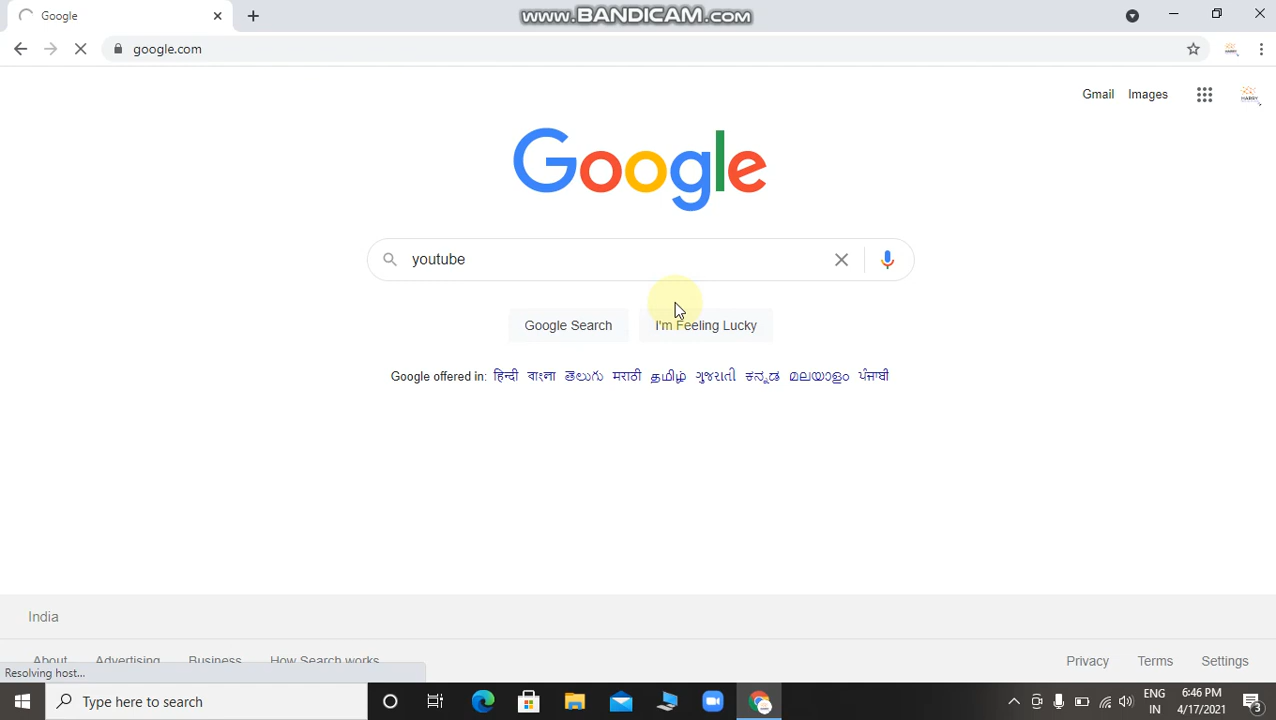 Google
www.BANDICAM.com
google.com
Gmail Images
Google
youtube
Google Search I'm Feeling Lucky
Google offered in: हिन्दी বাংলা తెలుగు मराठी தமிழ் ગુજરાતી ಕನ್ನಡ മലയാളം ਪੰਜਾਬੀ
India
About Advertising Business How Search works Privacy Terms Settings
Resolving host...
Type here to search
ENG 6:46 PM
IN 4/17/2021 3